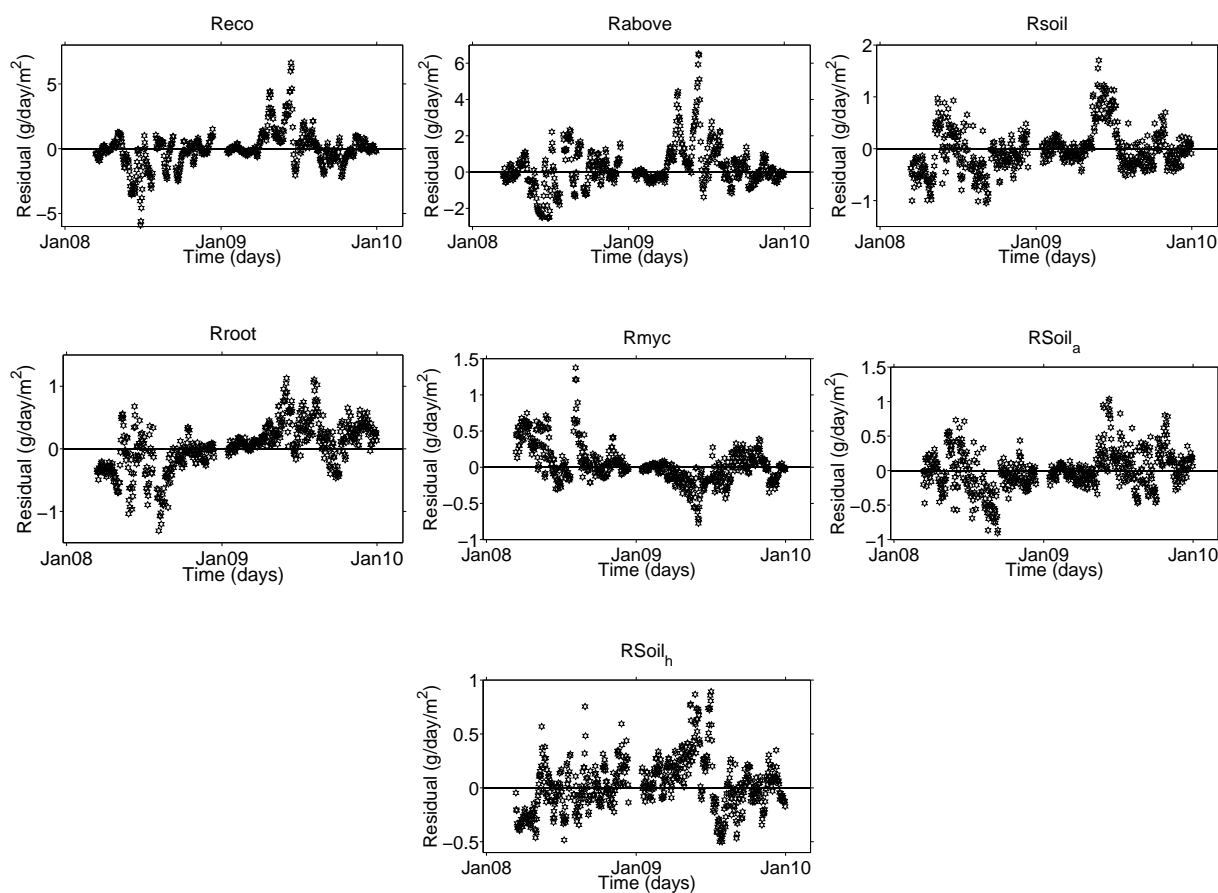 Reco
Residual (g/day/m²)
5
0
−5
Jan08 Jan09 Jan10
Time (days)
Rabove
Residual (g/day/m²)
6
4
2
0
−2
Jan08 Jan09 Jan10
Time (days)
Rsoil
Residual (g/day/m²)
2
1
0
−1
Jan08 Jan09 Jan10
Time (days)
Rroot
Residual (g/day/m²)
1
0
−1
Jan08 Jan09 Jan10
Time (days)
Rmyc
Residual (g/day/m²)
1.5
1
0.5
0
−0.5
−1
Jan08 Jan09 Jan10
Time (days)
RSoilₐ
Residual (g/day/m²)
1.5
1
0.5
0
−0.5
−1
Jan08 Jan09 Jan10
Time (days)
RSoilₕ
Residual (g/day/m²)
1
0.5
0
−0.5
Jan08 Jan09 Jan10
Time (days)